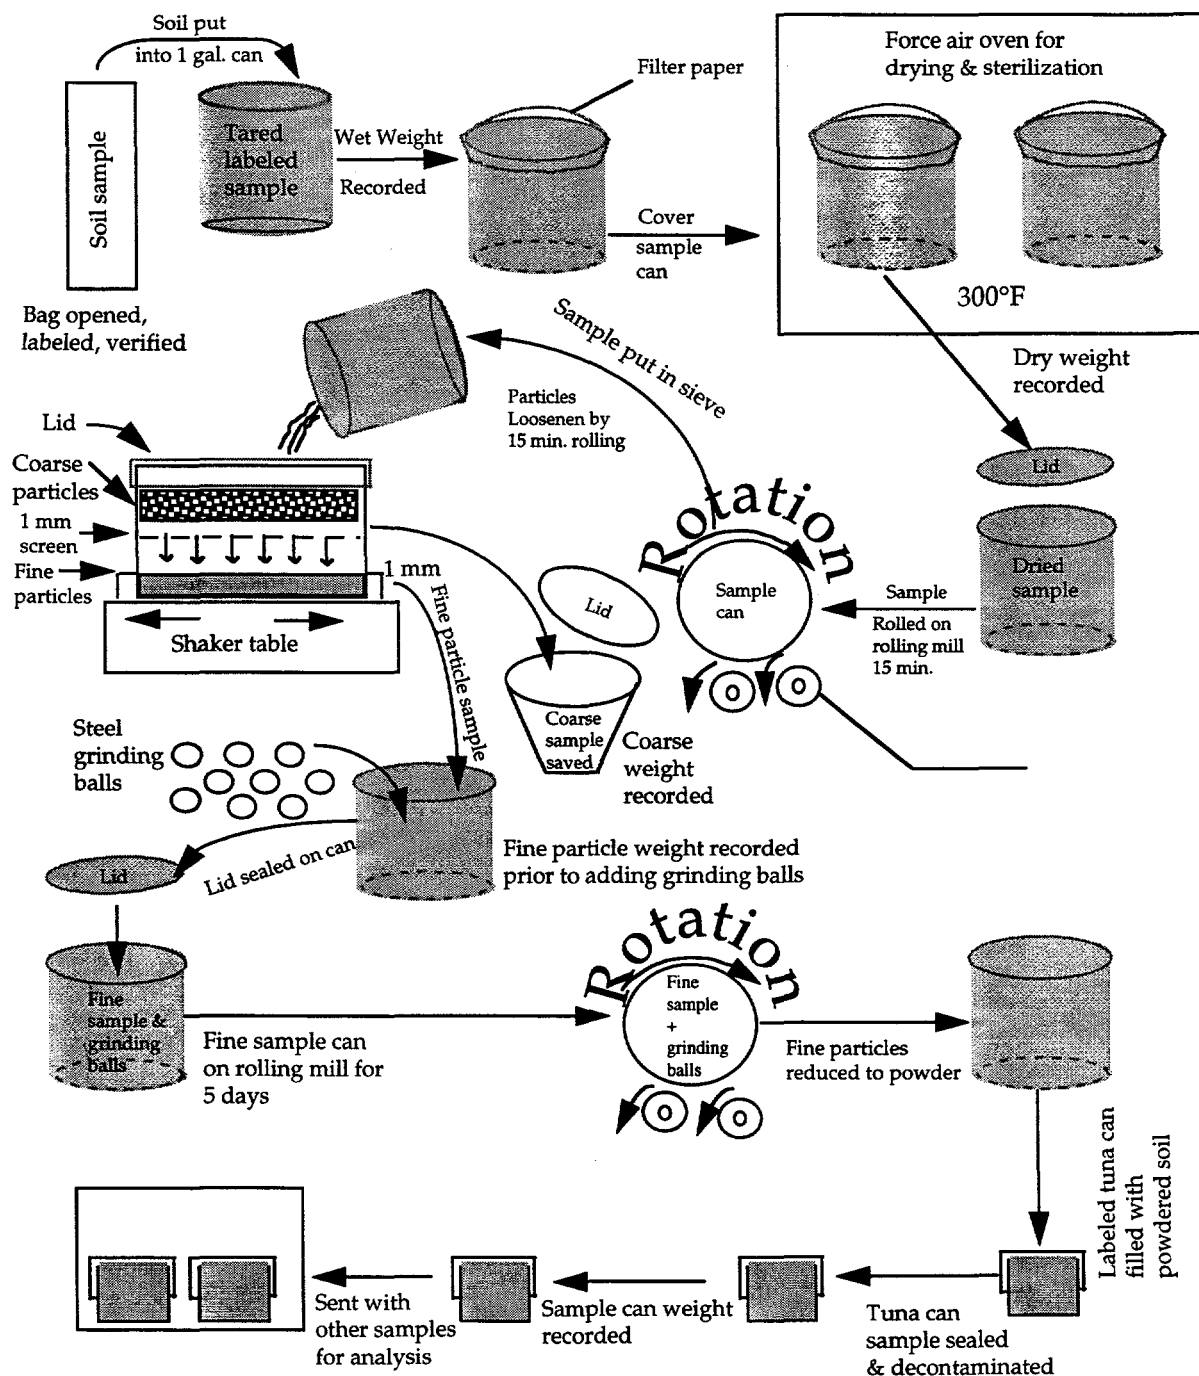 Soil put
into 1 gal. can
Soil sample
Bag opened,
labeled, verified
Tared
labeled
sample
Wet Weight
Recorded
Filter paper
Cover
sample
can
Force air oven for
drying & sterilization
300°F
Dry weight
recorded
Lid
Dried
sample
Sample
Rolled on
rolling mill
15 min.
Rotation
Sample
can
Sample put in sieve
Particles
Loosenen by
15 min. rolling
Lid
Coarse
particles
1 mm
screen
Fine
particles
1 mm
Shaker table
Fine particle sample
Lid
Coarse
sample
saved
Coarse
weight
recorded
Steel
grinding
balls
Fine particle weight recorded
prior to adding grinding balls
Lid sealed on can
Lid
Fine
sample &
grinding
balls
Fine sample can
on rolling mill for
5 days
Rotation
Fine
sample
+
grinding
balls
Fine particles
reduced to powder
Labeled tuna can
filled with
powdered soil
Tuna can
sample sealed
& decontaminated
Sample can weight
recorded
Sent with
other samples
for analysis